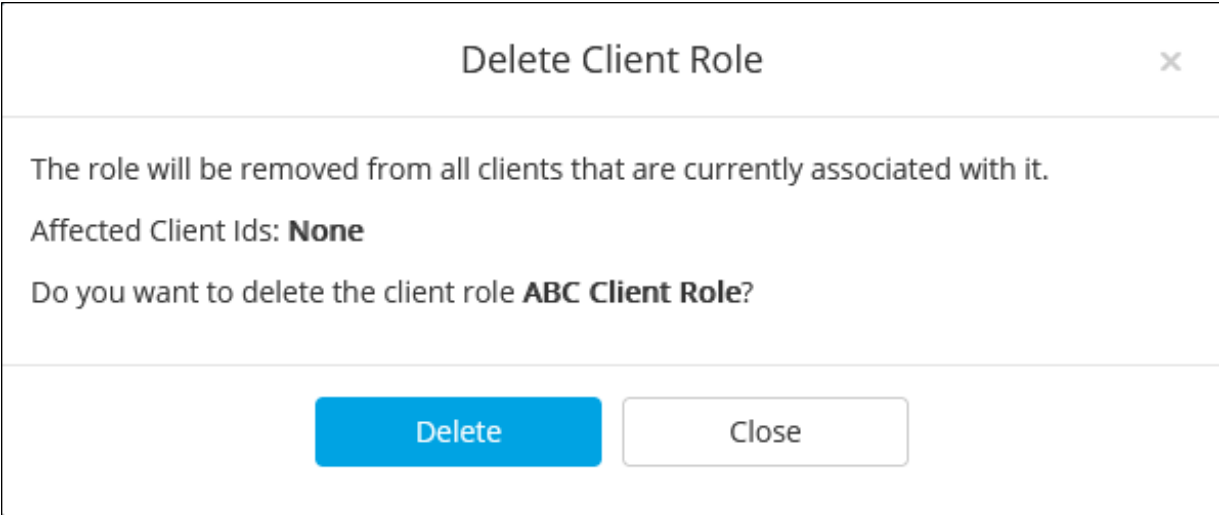 Delete Client Role
×
The role will be removed from all clients that are currently associated with it.
Affected Client Ids: None
Do you want to delete the client role ABC Client Role?
Delete
Close